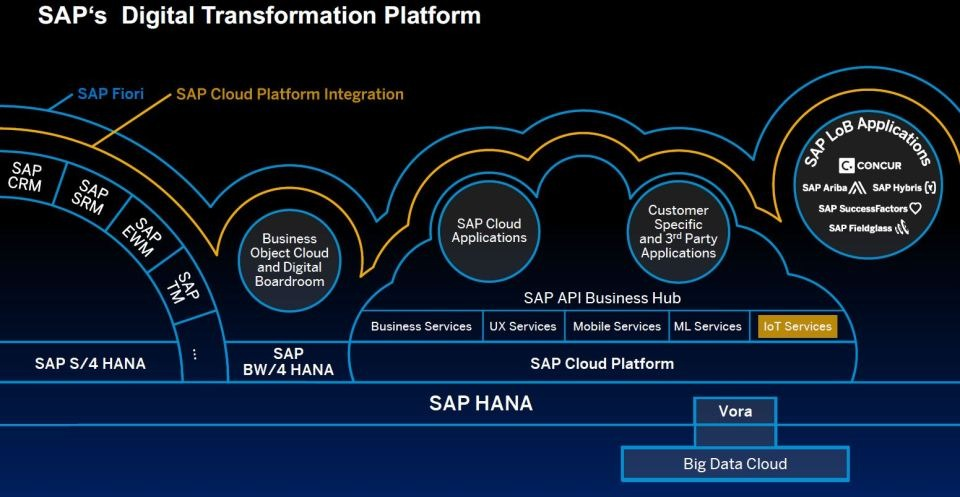 SAP‘s  Digital Transformation Platform
SAP Fiori
SAP Cloud Platform Integration
SAP
CRM
SAP
SRM
SAP
EWM
SAP
TM
...
Business
Object Cloud
and Digital
Boardroom
SAP Cloud
Applications
Customer
Specific
and 3rd Party
Applications
SAP LoB Applications
C. CONCUR
SAP Ariba
SAP Hybris
SAP SuccessFactors
SAP Fieldglass
SAP API Business Hub
Business Services
UX Services
Mobile Services
ML Services
IoT Services
SAP S/4 HANA
SAP
BW/4 HANA
SAP Cloud Platform
SAP HANA
Vora
Big Data Cloud